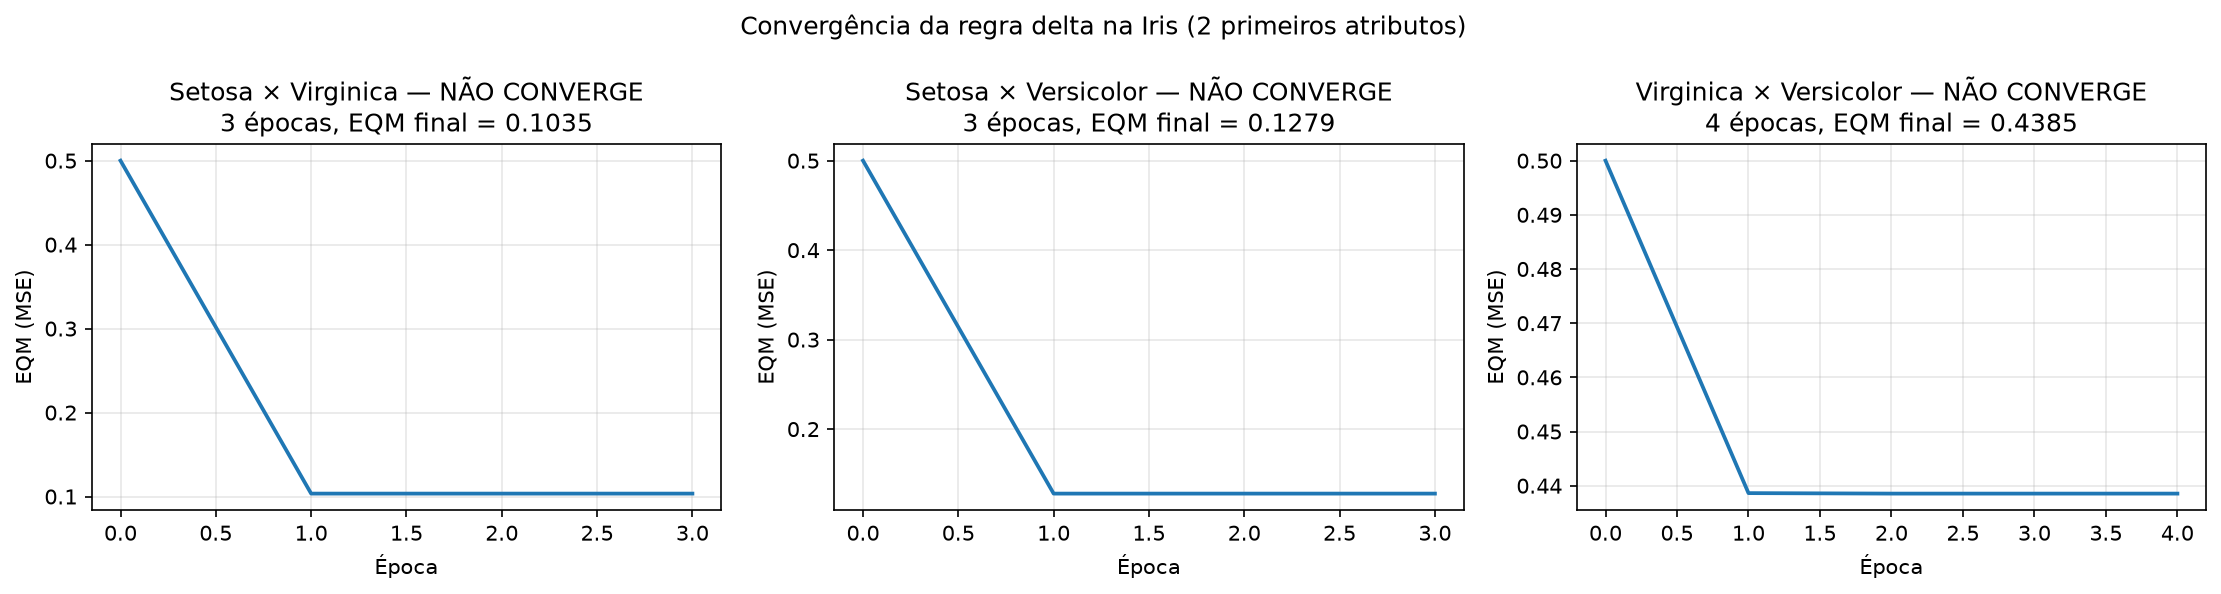 Convergência da regra delta na Iris (2 primeiros atributos)
Setosa × Virginica — NÃO CONVERGE
3 épocas, EQM final = 0.1035
EQM (MSE)
0.5
0.4
0.3
0.2
0.1
0.0 0.5 1.0 1.5 2.0 2.5 3.0
Época
Setosa × Versicolor — NÃO CONVERGE
3 épocas, EQM final = 0.1279
EQM (MSE)
0.5
0.4
0.3
0.2
0.0 0.5 1.0 1.5 2.0 2.5 3.0
Época
Virginica × Versicolor — NÃO CONVERGE
4 épocas, EQM final = 0.4385
EQM (MSE)
0.50
0.49
0.48
0.47
0.46
0.45
0.44
0.0 0.5 1.0 1.5 2.0 2.5 3.0 3.5 4.0
Época